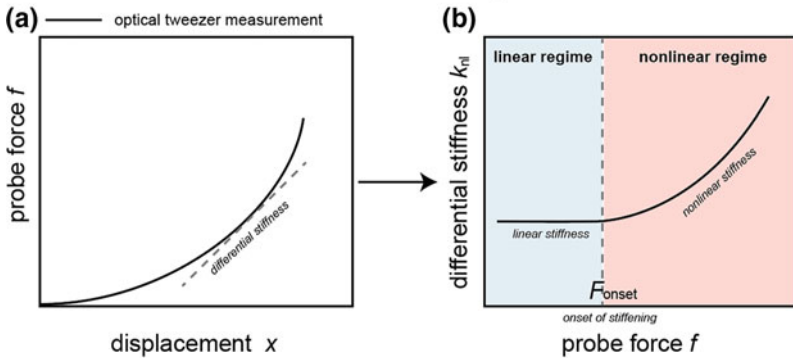 (a)
optical tweezer measurement
probe force f
differential stiffness
displacement x
(b)
linear regime
nonlinear regime
differential stiffness knl
linear stiffness
nonlinear stiffness
Fonset
onset of stiffening
probe force f